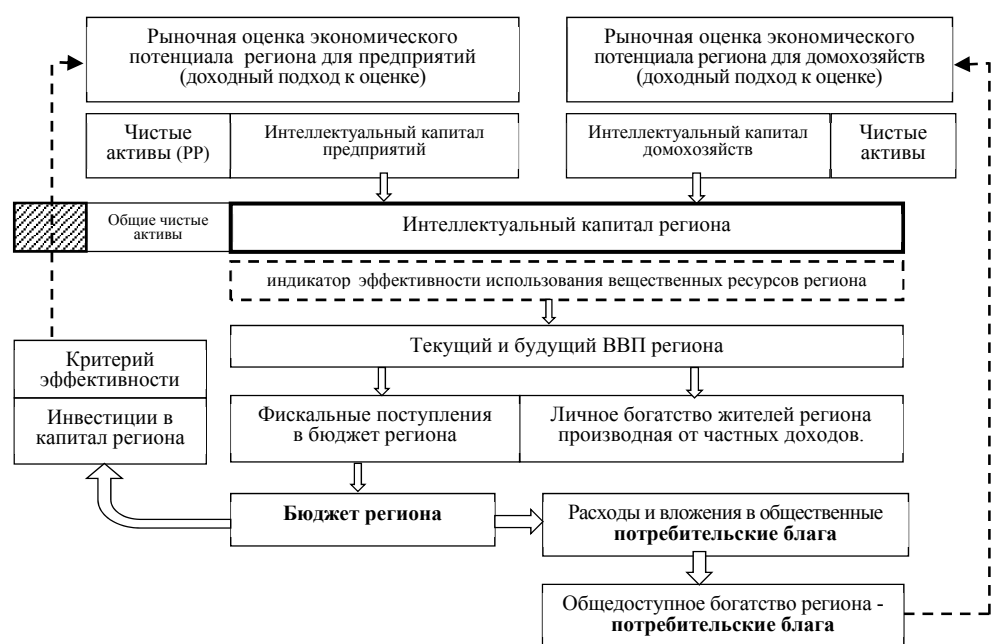 Рыночная оценка экономического
потенциала региона для предприятий
(доходный подход к оценке)
Рыночная оценка экономического
потенциала региона для домохозяйств
(доходный подход к оценке)
Чистые
активы (РР)
Интеллектуальный капитал
предприятий
Интеллектуальный капитал
домохозяйств
Чистые
активы
Общие чистые
активы
Интеллектуальный капитал региона
индикатор эффективности использования вещественных ресурсов региона
Текущий и будущий ВВП региона
Критерий
эффективности
Инвестиции в
капитал региона
Фискальные поступления
в бюджет региона
Личное богатство жителей региона
производная от частных доходов.
Бюджет региона
Расходы и вложения в общественные
потребительские блага
Общедоступное богатство региона -
потребительские блага